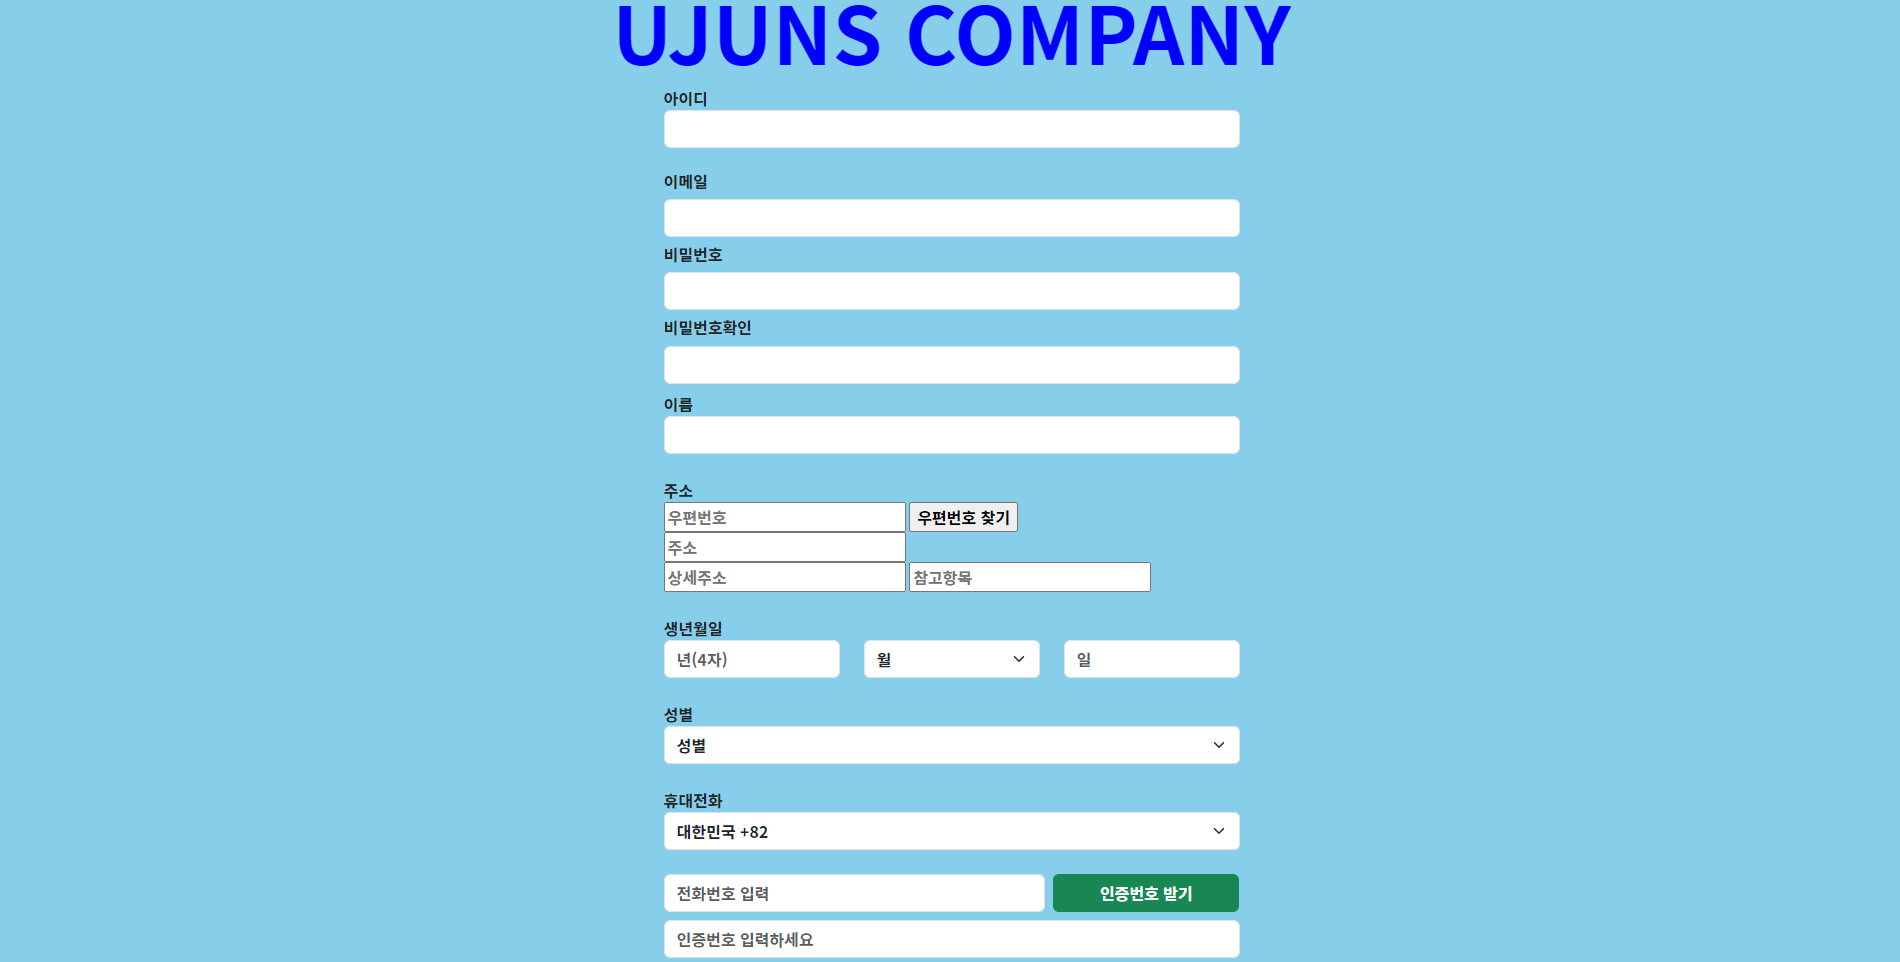 UJUNS COMPANY
아이디
이메일
비밀번호
비밀번호확인
이름
주소
우편번호 우편번호 찾기
주소
상세주소 참고항목
생년월일
년(4자) 월 일
성별
성별
휴대전화
대한민국 +82
전화번호 입력 인증번호 받기
인증번호 입력하세요